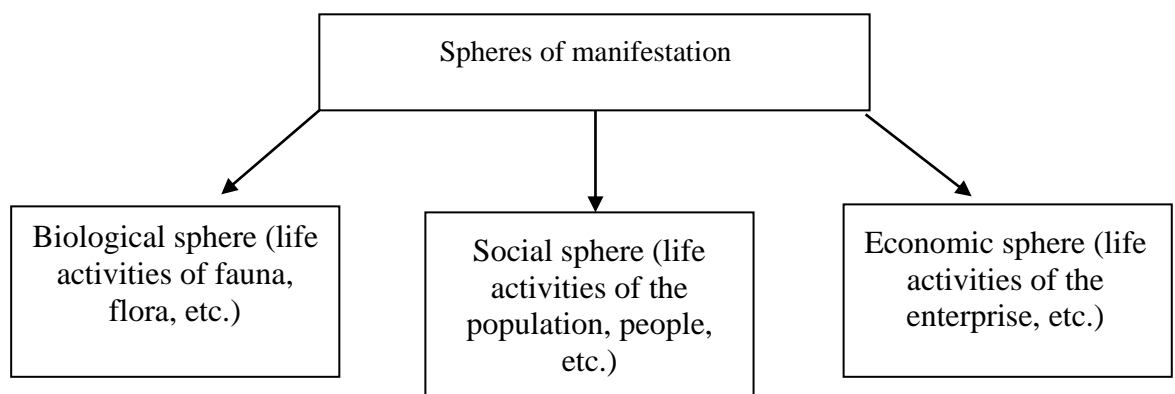 Spheres of manifestation
Biological sphere (life
activities of fauna,
flora, etc.)
Social sphere (life
activities of the
population, people,
etc.)
Economic sphere (life
activities of the
enterprise, etc.)